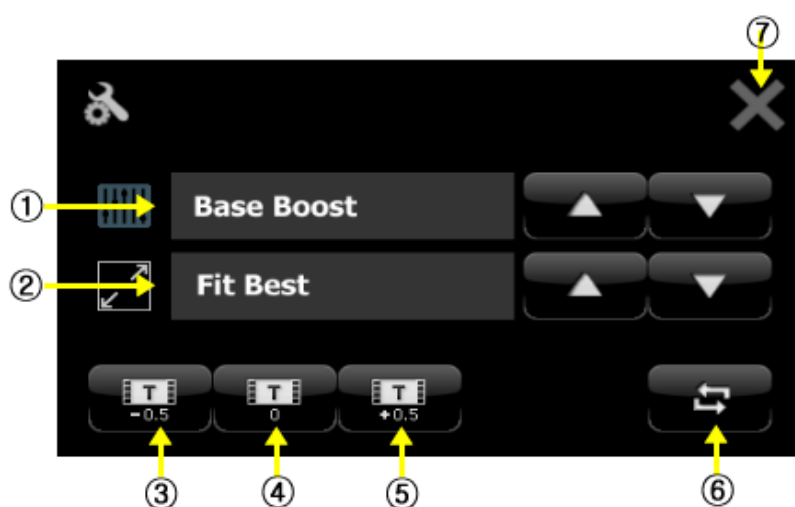 ⑦
① Base Boost
② Fit Best
T T T
-0.5 0 +0.5
③ ④ ⑤ ⑥